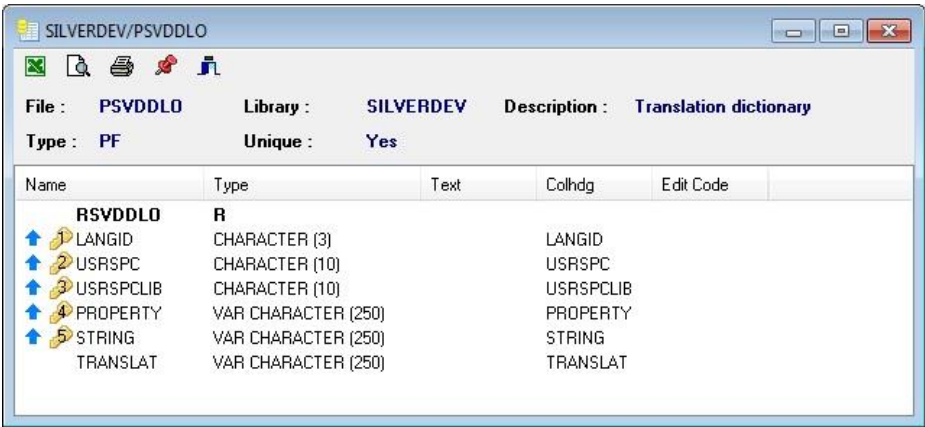 SILVERDEV/PSVDDLO
File : PSVDDLO Library : SILVERDEV Description : Translation dictionary
Type : PF Unique : Yes
Name Type Text Colhdg Edit Code
RSVDDLO R
1 LANGID CHARACTER (3) LANGID
2 USRSPC CHARACTER (10) USRSPC
3 USRSPCLIB CHARACTER (10) USRSPCLIB
4 PROPERTY VAR CHARACTER (250) PROPERTY
5 STRING VAR CHARACTER (250) STRING
TRANSLAT VAR CHARACTER (250) TRANSLAT